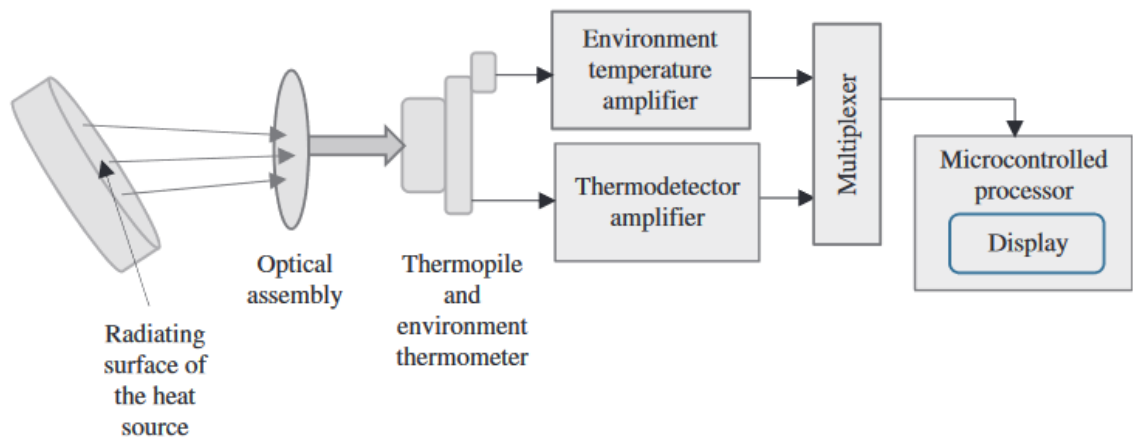 Environment
temperature
amplifier
Thermodetector
amplifier
Multiplexer
Microcontrolled
processor
Display
Optical
assembly
Thermopile
and
environment
thermometer
Radiating
surface of
the heat
source